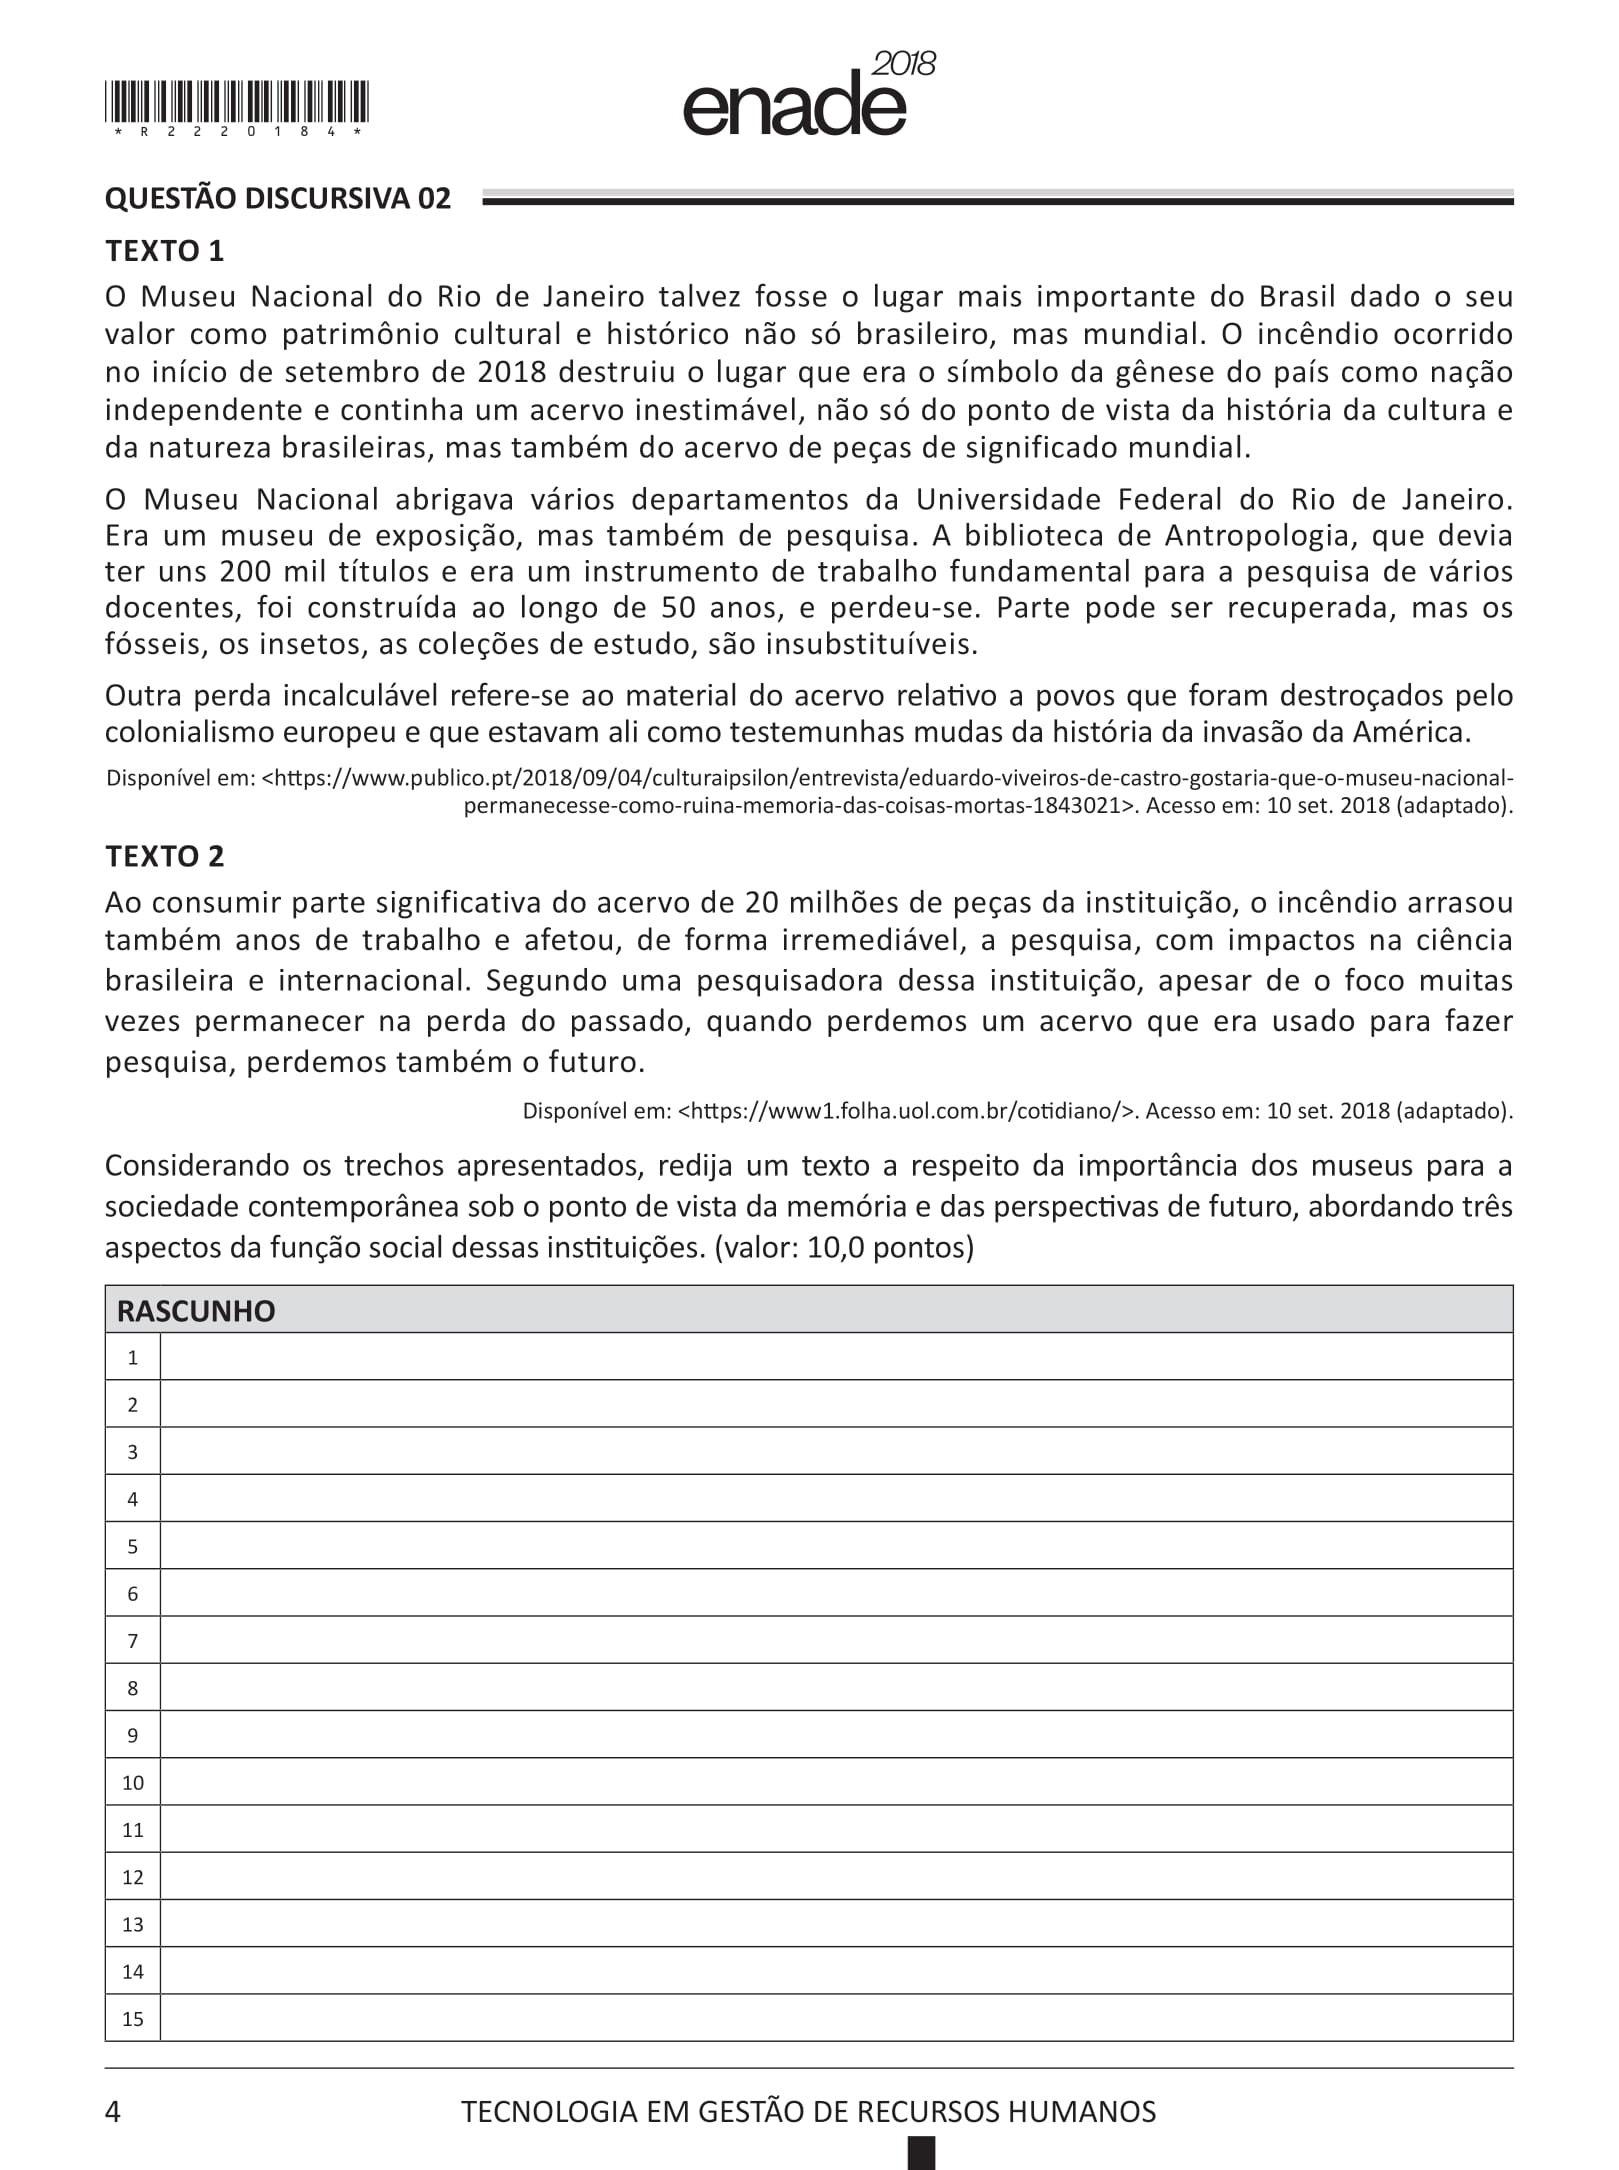 * R 2 2 2 0 1 8 4 *
enade 2018
QUESTÃO DISCURSIVA 02
TEXTO 1
O Museu Nacional do Rio de Janeiro talvez fosse o lugar mais importante do Brasil dado o seu
valor como patrimônio cultural e histórico não só brasileiro, mas mundial. O incêndio ocorrido
no início de setembro de 2018 destruiu o lugar que era o símbolo da gênese do país como nação
independente e continha um acervo inestimável, não só do ponto de vista da história da cultura e
da natureza brasileiras, mas também do acervo de peças de significado mundial.
O Museu Nacional abrigava vários departamentos da Universidade Federal do Rio de Janeiro.
Era um museu de exposição, mas também de pesquisa. A biblioteca de Antropologia, que devia
ter uns 200 mil títulos e era um instrumento de trabalho fundamental para a pesquisa de vários
docentes, foi construída ao longo de 50 anos, e perdeu-se. Parte pode ser recuperada, mas os
fósseis, os insetos, as coleções de estudo, são insubstituíveis.
Outra perda incalculável refere-se ao material do acervo relativo a povos que foram destroçados pelo
colonialismo europeu e que estavam ali como testemunhas mudas da história da invasão da América.
Disponível em: <https://www.publico.pt/2018/09/04/culturaipsilon/entrevista/eduardo-viveiros-de-castro-gostaria-que-o-museu-nacional-
permanecesse-como-ruina-memoria-das-coisas-mortas-1843021>. Acesso em: 10 set. 2018 (adaptado).
TEXTO 2
Ao consumir parte significativa do acervo de 20 milhões de peças da instituição, o incêndio arrasou
também anos de trabalho e afetou, de forma irremediável, a pesquisa, com impactos na ciência
brasileira e internacional. Segundo uma pesquisadora dessa instituição, apesar de o foco muitas
vezes permanecer na perda do passado, quando perdemos um acervo que era usado para fazer
pesquisa, perdemos também o futuro.
Disponível em: <https://www1.folha.uol.com.br/cotidiano/>. Acesso em: 10 set. 2018 (adaptado).
Considerando os trechos apresentados, redija um texto a respeito da importância dos museus para a
sociedade contemporânea sob o ponto de vista da memória e das perspectivas de futuro, abordando três
aspectos da função social dessas instituições. (valor: 10,0 pontos)
RASCUNHO
1
2
3
4
5
6
7
8
9
10
11
12
13
14
15
4 TECNOLOGIA EM GESTÃO DE RECURSOS HUMANOS